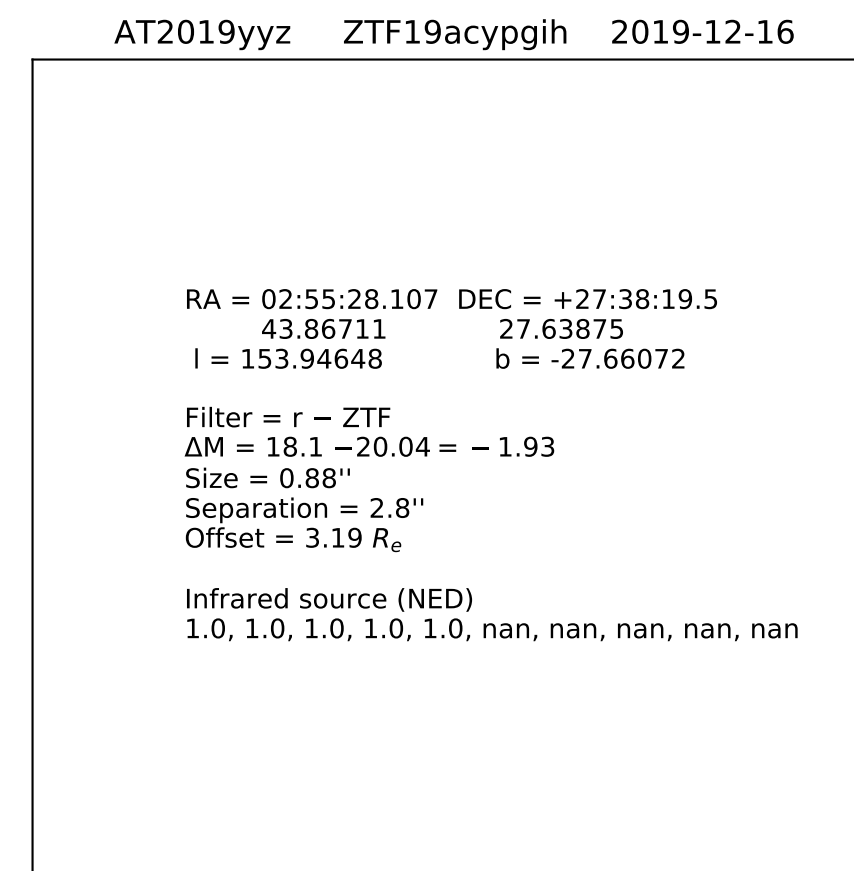 AT2019yyz ZTF19acypgih 2019-12-16
RA = 02:55:28.107 DEC = +27:38:19.5
43.86711 27.63875
l = 153.94648 b = -27.66072
Filter = r − ZTF
ΔM = 18.1 −20.04 = − 1.93
Size = 0.88''
Separation = 2.8''
Offset = 3.19 Re
Infrared source (NED)
1.0, 1.0, 1.0, 1.0, 1.0, nan, nan, nan, nan, nan